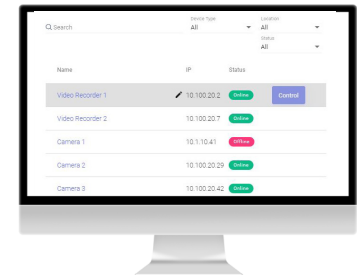 Search
Device Type
All
Location
All
Status
All
Name IP Status
Video Recorder 1 10.100.20.2 Online Control
Video Recorder 2 10.100.20.7 Online
Camera 1 10.1.10.41 Offline
Camera 2 10.100.20.29 Online
Camera 3 10.100.20.42 Online